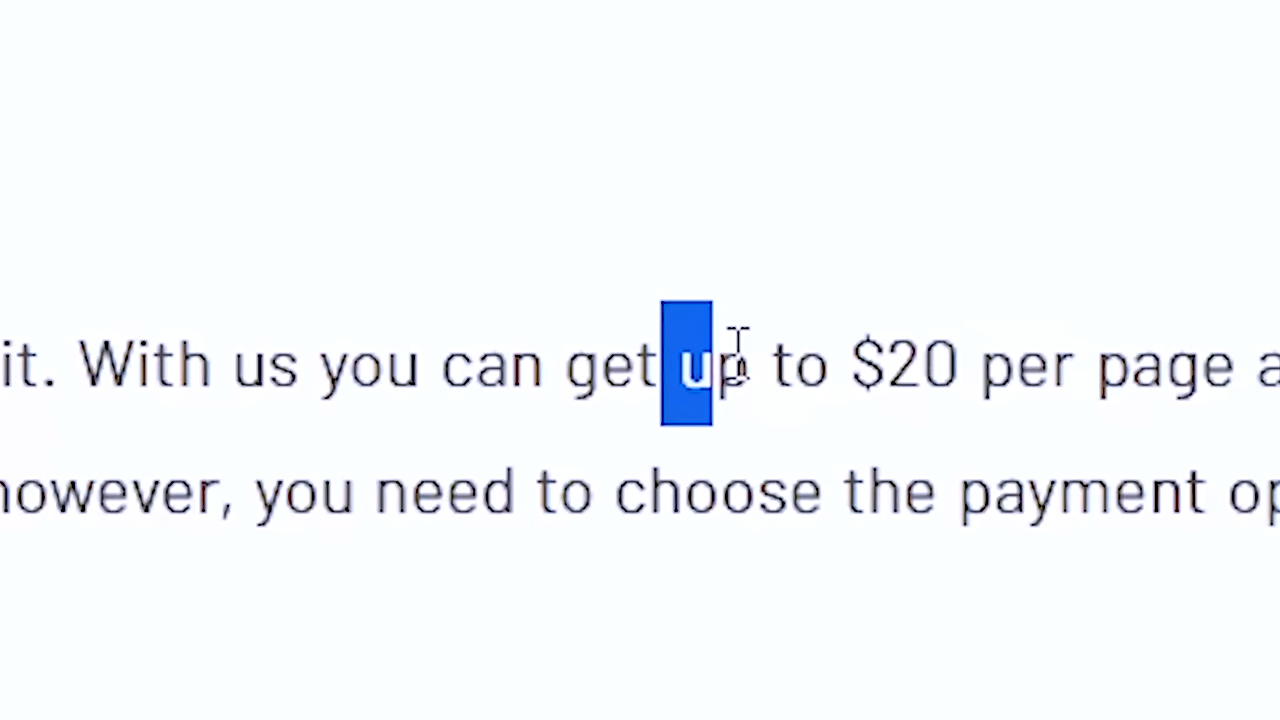 it. With us you can get up to $20 per page a
however, you need to choose the payment op